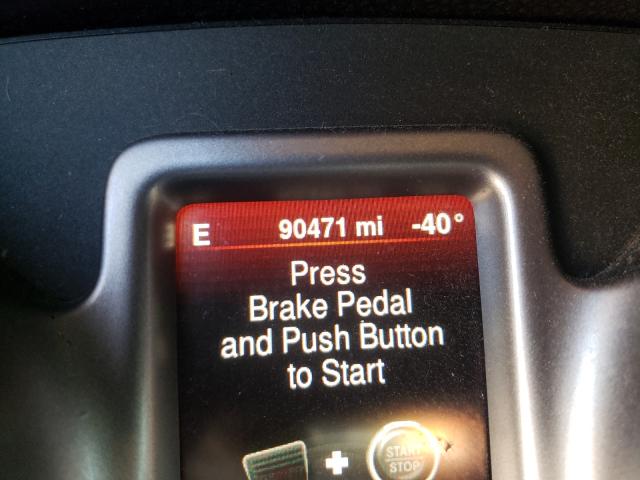 E 90471 mi -40°
Press
Brake Pedal
and Push Button
to Start
+ START
STOP